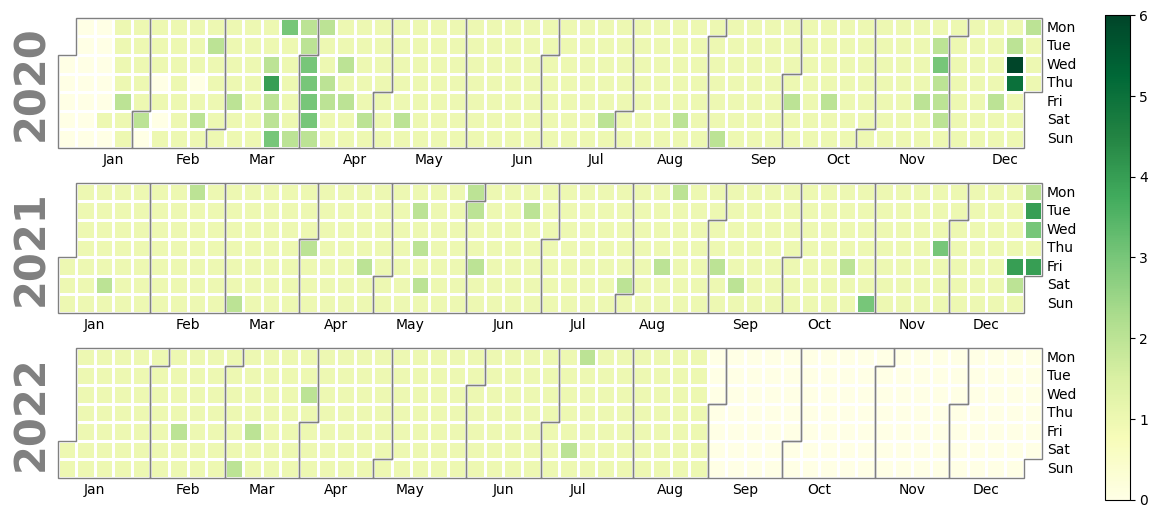 2020
Mon
Tue
Wed
Thu
Fri
Sat
Sun
Jan Feb Mar Apr May Jun Jul Aug Sep Oct Nov Dec
2021
Mon
Tue
Wed
Thu
Fri
Sat
Sun
Jan Feb Mar Apr May Jun Jul Aug Sep Oct Nov Dec
2022
Mon
Tue
Wed
Thu
Fri
Sat
Sun
Jan Feb Mar Apr May Jun Jul Aug Sep Oct Nov Dec
6
5
4
3
2
1
0